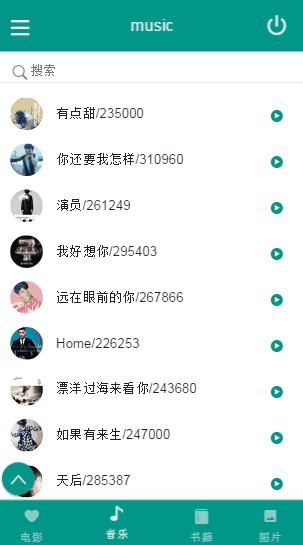 music
搜索
有点甜/235000
你还要我怎样/310960
演员/261249
我好想你/295403
远在眼前的你/267866
Home/226253
漂洋过海来看你/243680
如果有来生/247000
天后/285387
电影
音乐
书籍
图片